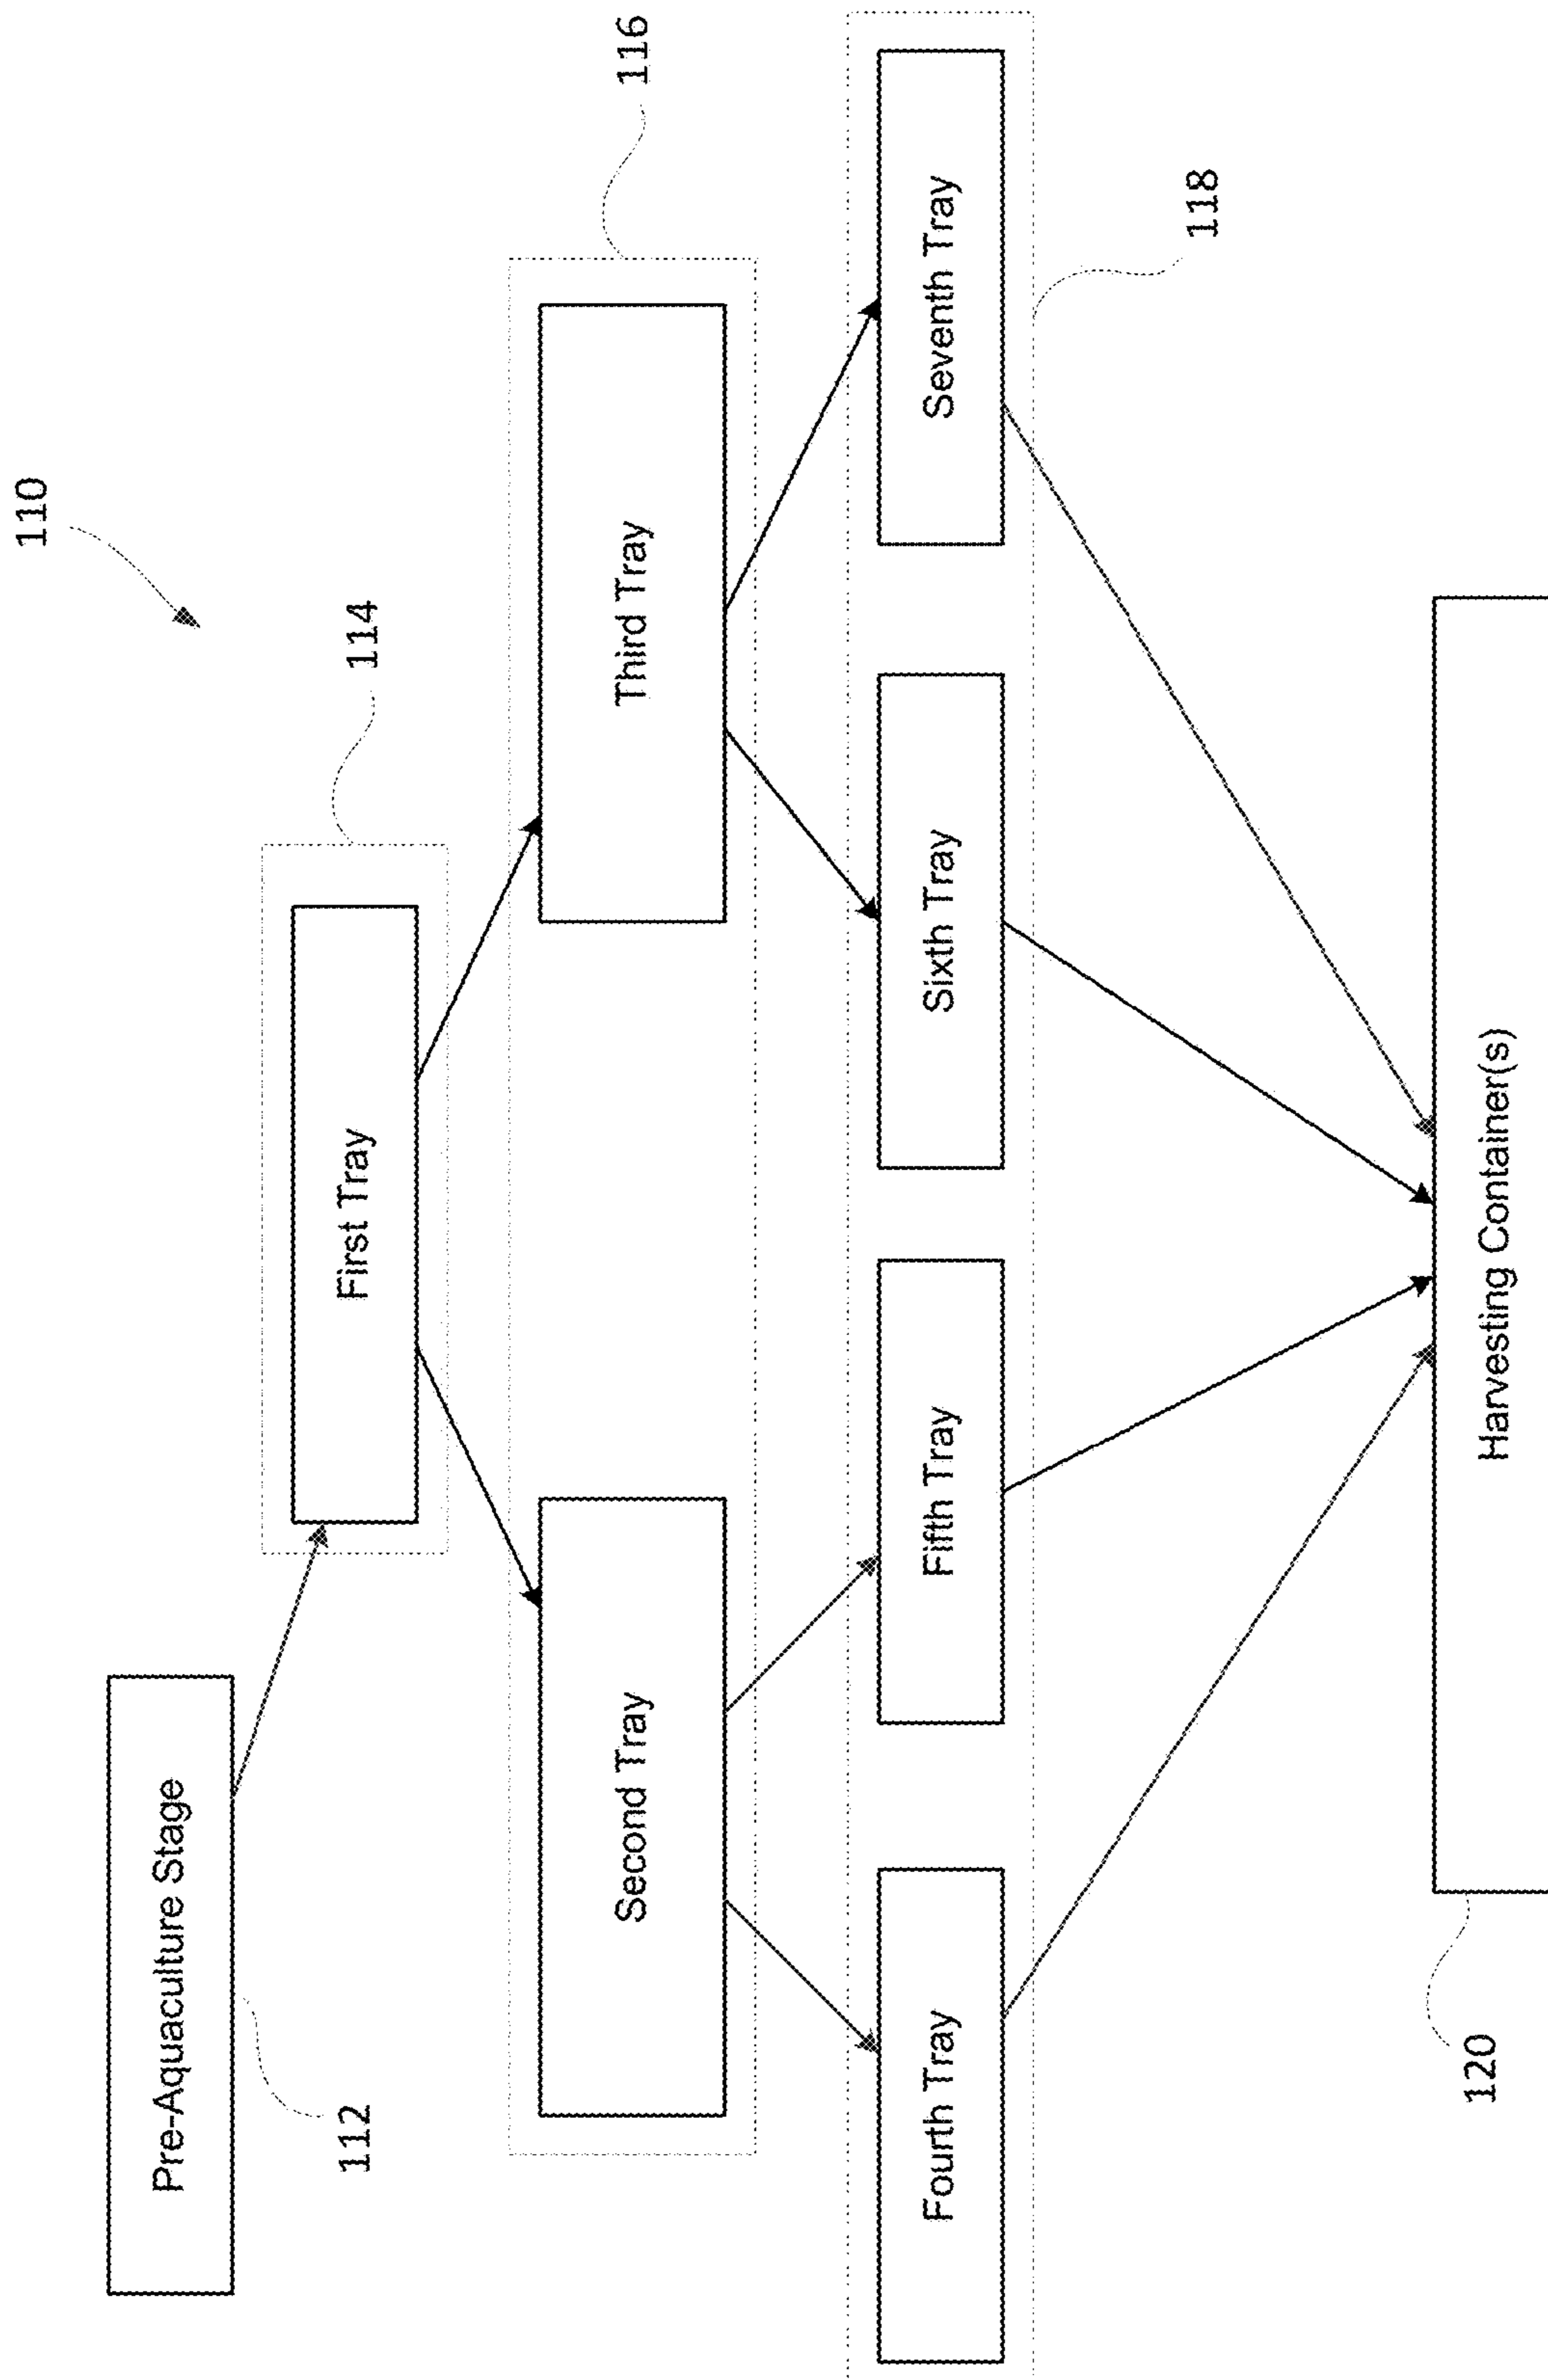 110
Pre-Aquaculture Stage
112
First Tray
114
Second Tray
Third Tray
116
Fourth Tray
Fifth Tray
Sixth Tray
Seventh Tray
118
Harvesting Container(s)
120